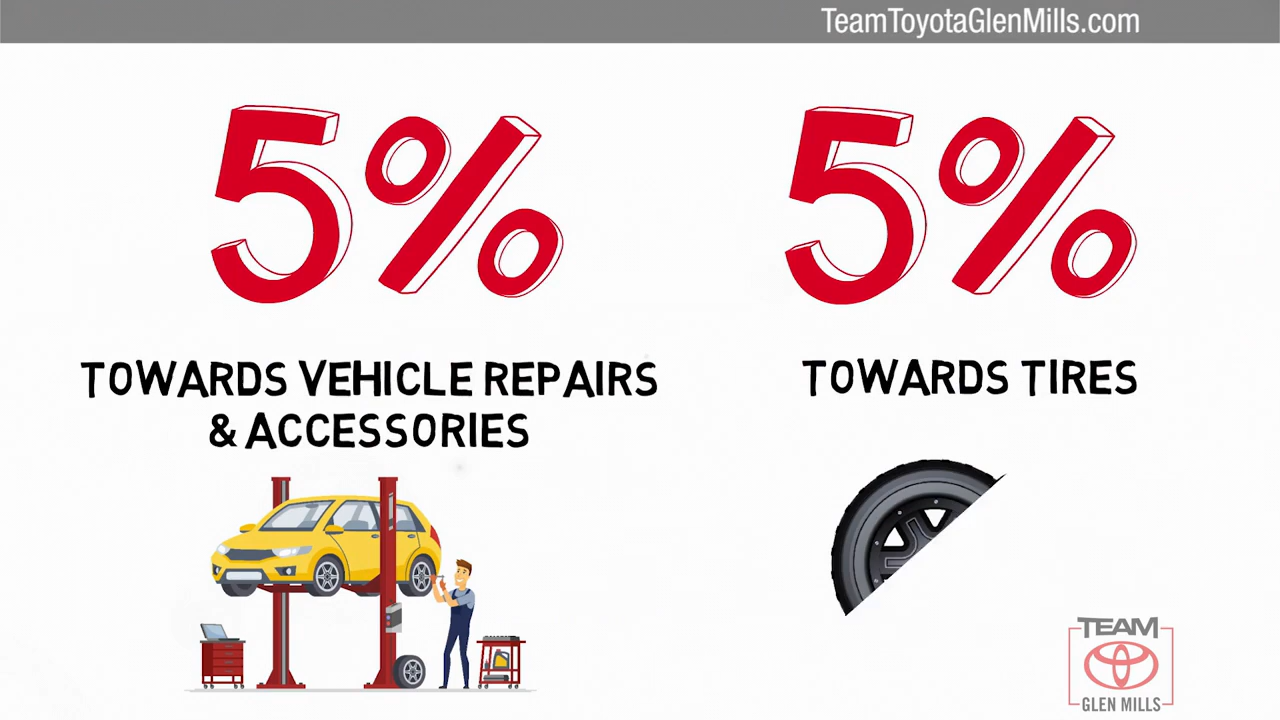 TeamToyotaGlenMills.com
5%
5%
TOWARDS VEHICLE REPAIRS
& ACCESSORIES
TOWARDS TIRES
TEAM
GLEN MILLS